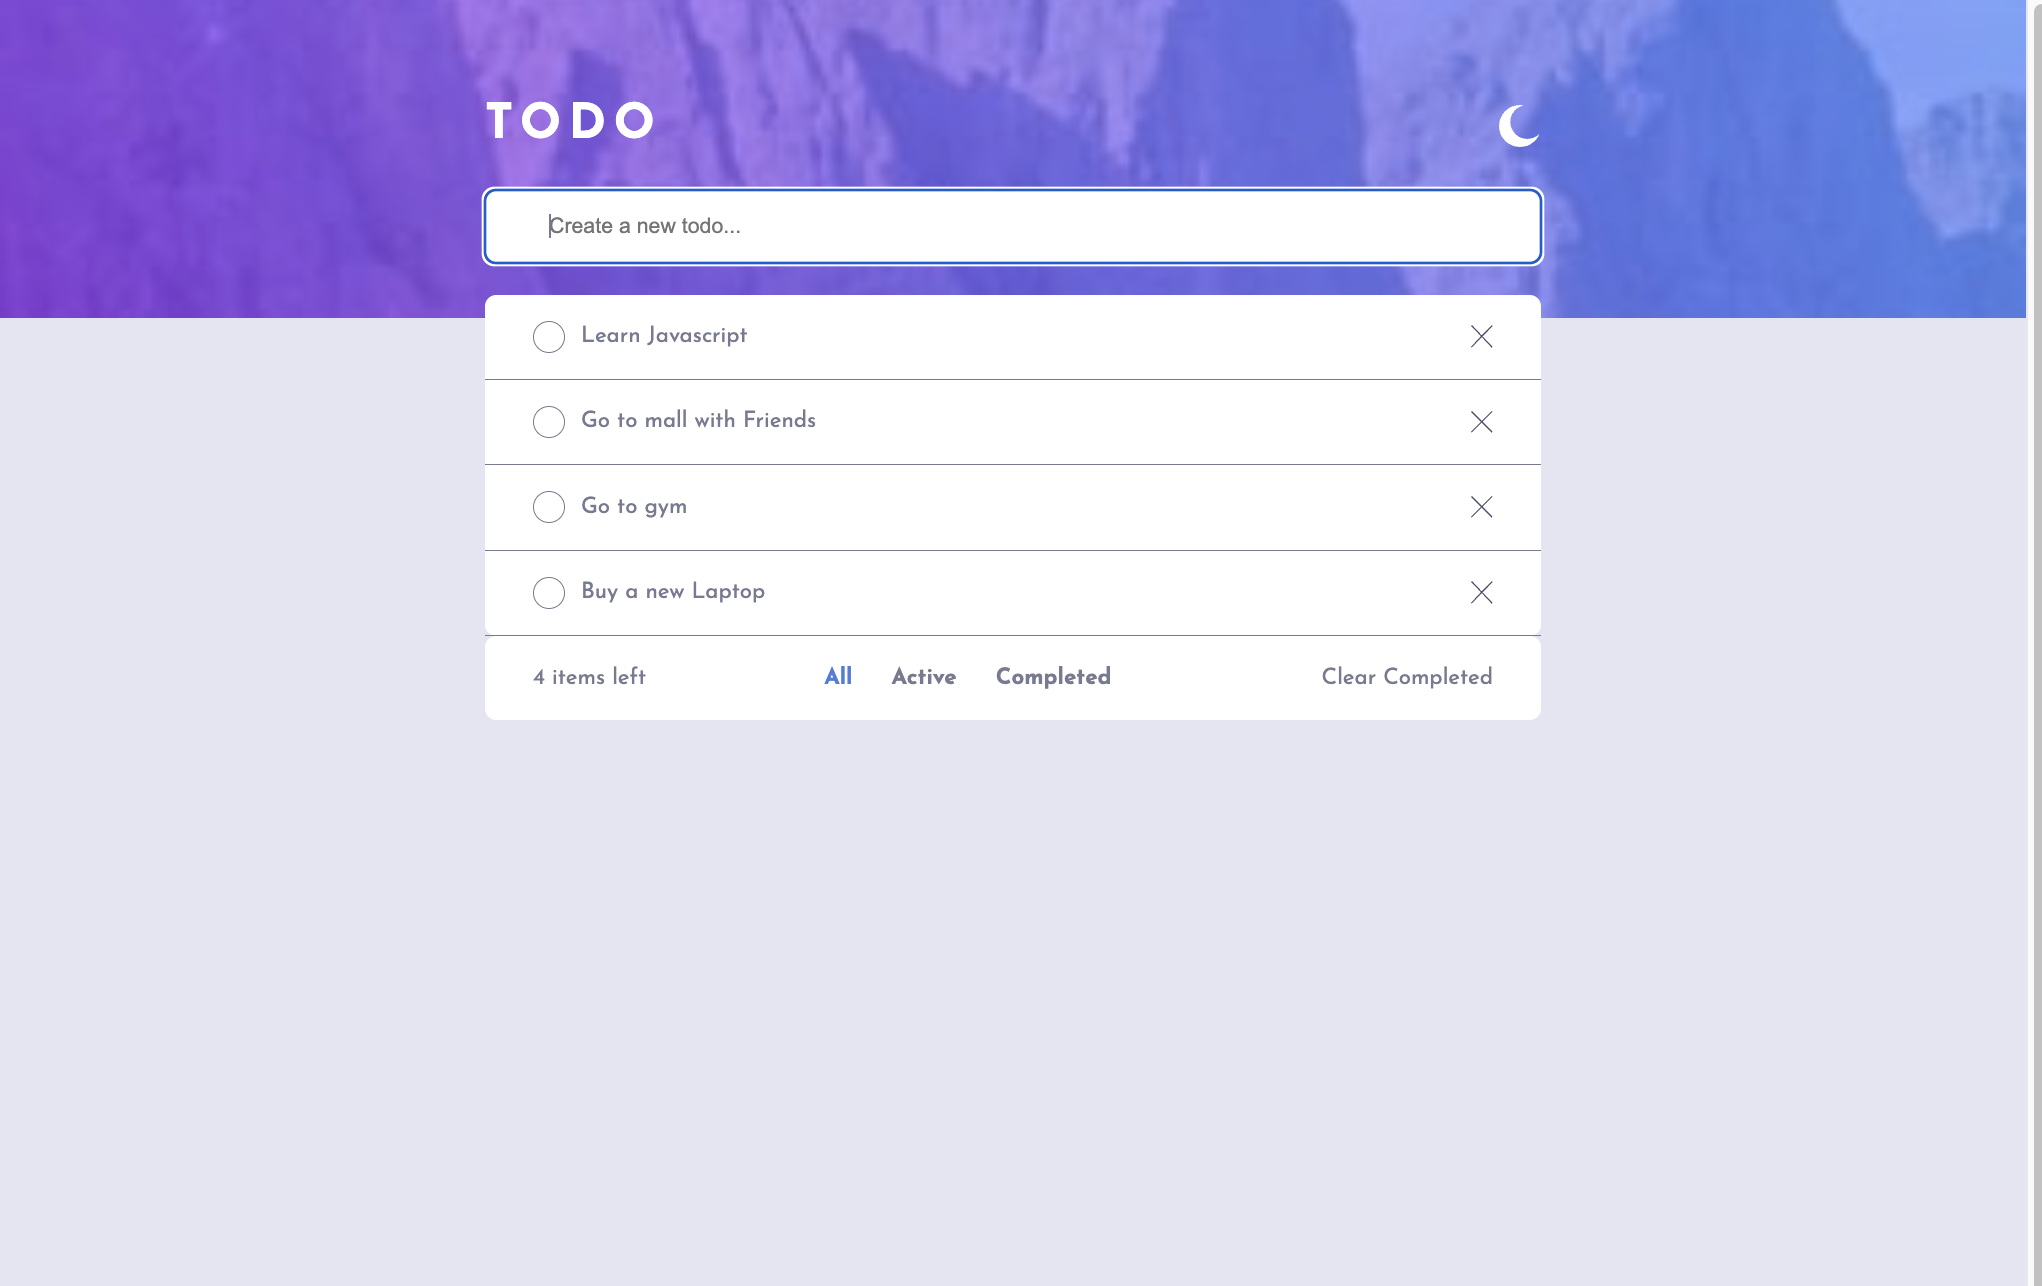 TODO
Create a new todo...
Learn Javascript
Go to mall with Friends
Go to gym
Buy a new Laptop
4 items left All Active Completed Clear Completed